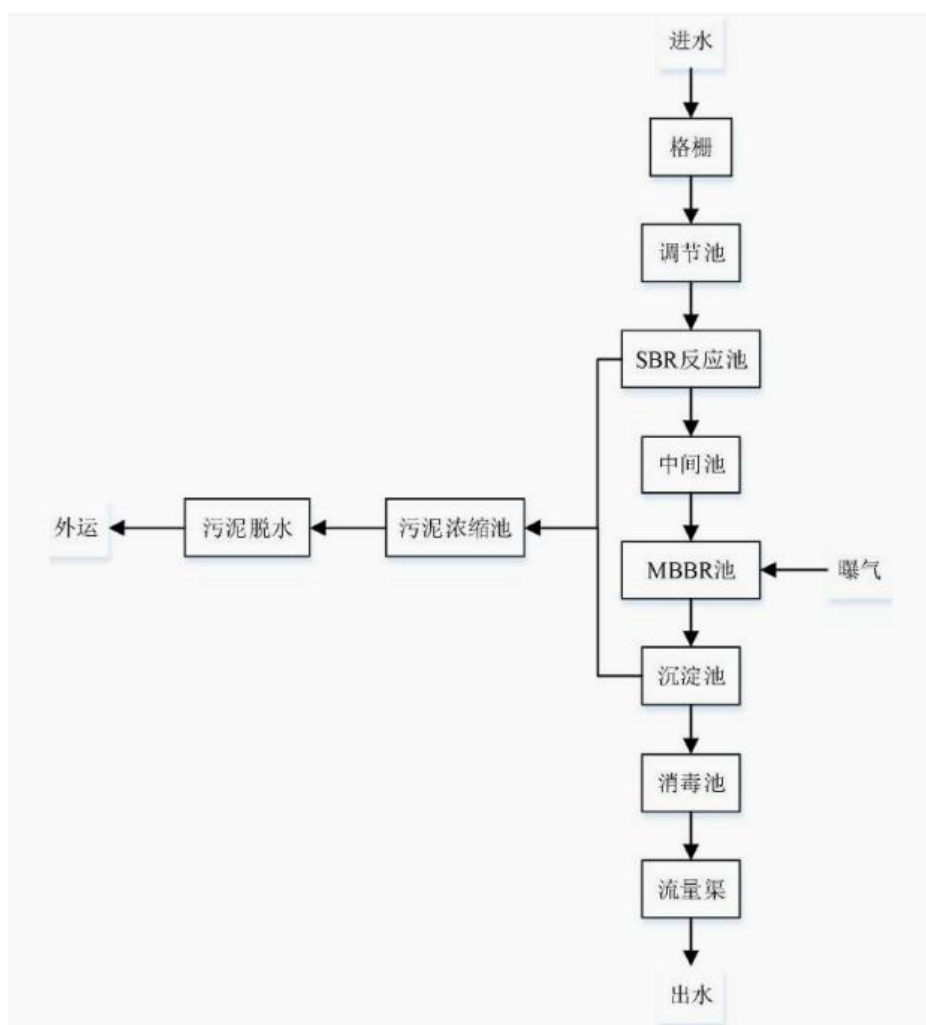 进水
格栅
调节池
SBR反应池
中间池
外运
污泥脱水
污泥浓缩池
MBBR池
曝气
沉淀池
消毒池
流量渠
出水